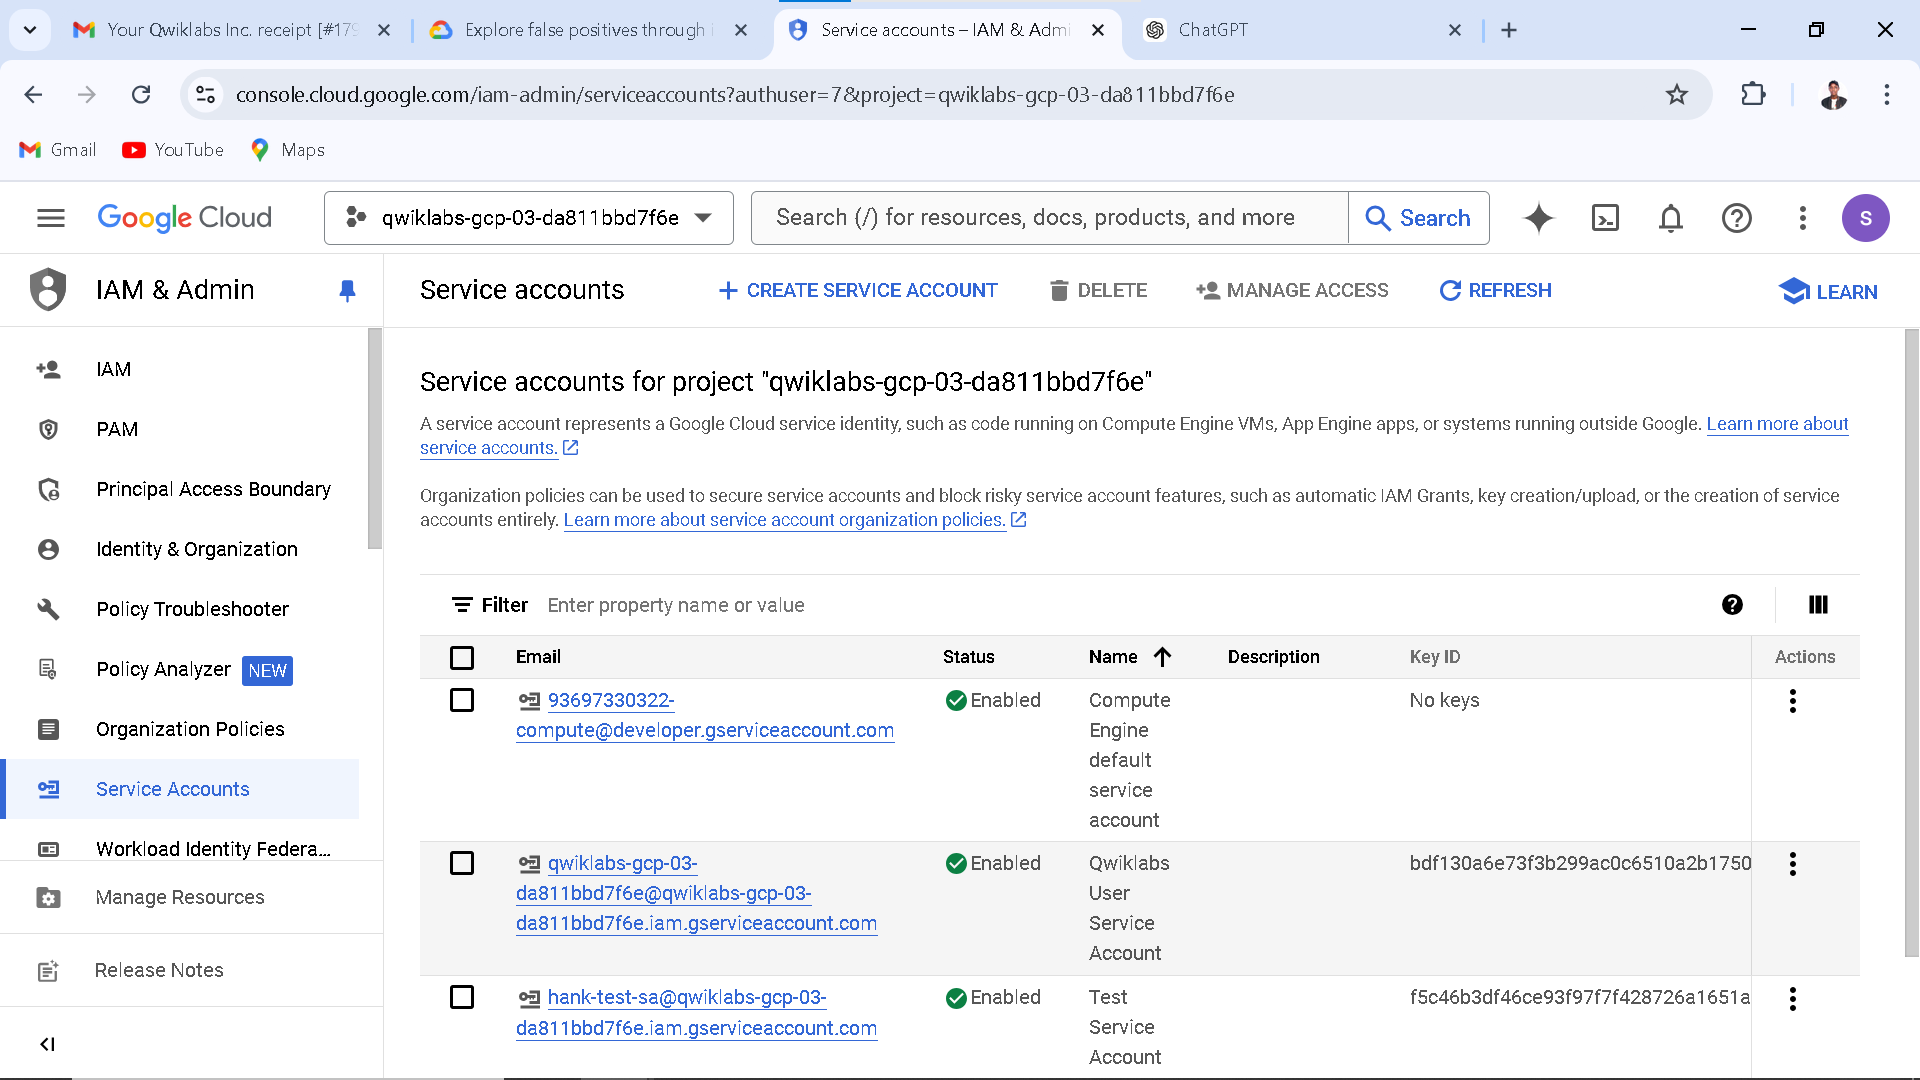 Your Qwiklabs Inc. receipt [#179
Explore false positives through i
Service accounts – IAM & Admi
ChatGPT
console.cloud.google.com/iam-admin/serviceaccounts?authuser=7&project=qwiklabs-gcp-03-da811bbd7f6e
Gmail
YouTube
Maps
Google Cloud
qwiklabs-gcp-03-da811bbd7f6e
Search (/) for resources, docs, products, and more
Search
S
IAM & Admin
Service accounts
CREATE SERVICE ACCOUNT
DELETE
MANAGE ACCESS
REFRESH
LEARN
IAM
PAM
Principal Access Boundary
Identity & Organization
Policy Troubleshooter
Policy Analyzer NEW
Organization Policies
Service Accounts
Workload Identity Federa...
Manage Resources
Release Notes
Service accounts for project "qwiklabs-gcp-03-da811bbd7f6e"
A service account represents a Google Cloud service identity, such as code running on Compute Engine VMs, App Engine apps, or systems running outside Google. Learn more about
service accounts.
Organization policies can be used to secure service accounts and block risky service account features, such as automatic IAM Grants, key creation/upload, or the creation of service
accounts entirely. Learn more about service account organization policies.
Filter Enter property name or value
Email Status Name Description Key ID Actions
93697330322-
compute@developer.gserviceaccount.com
Enabled
Compute
Engine
default
service
account
No keys
qwiklabs-gcp-03-
da811bbd7f6e@qwiklabs-gcp-03-
da811bbd7f6e.iam.gserviceaccount.com
Enabled
Qwiklabs
User
Service
Account
bdf130a6e73f3b299ac0c6510a2b1750
hank-test-sa@qwiklabs-gcp-03-
da811bbd7f6e.iam.gserviceaccount.com
Enabled
Test
Service
Account
f5c46b3df46ce93f97f7f428726a1651a